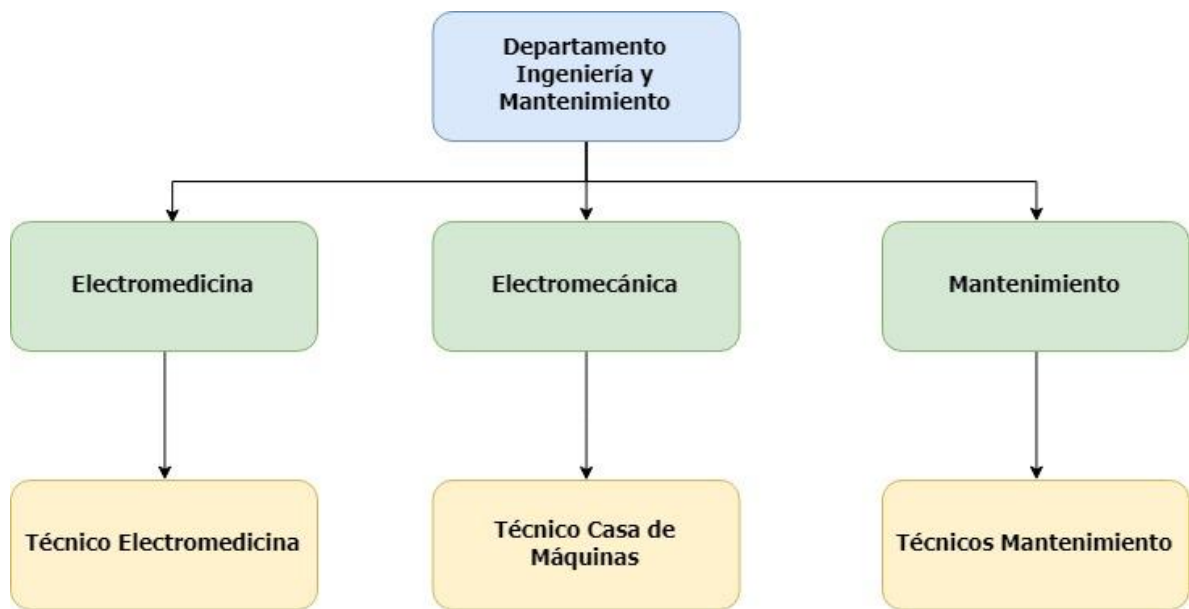 Departamento
Ingeniería y
Mantenimiento
Electromedicina
Electromecánica
Mantenimiento
Técnico Electromedicina
Técnico Casa de
Máquinas
Técnicos Mantenimiento